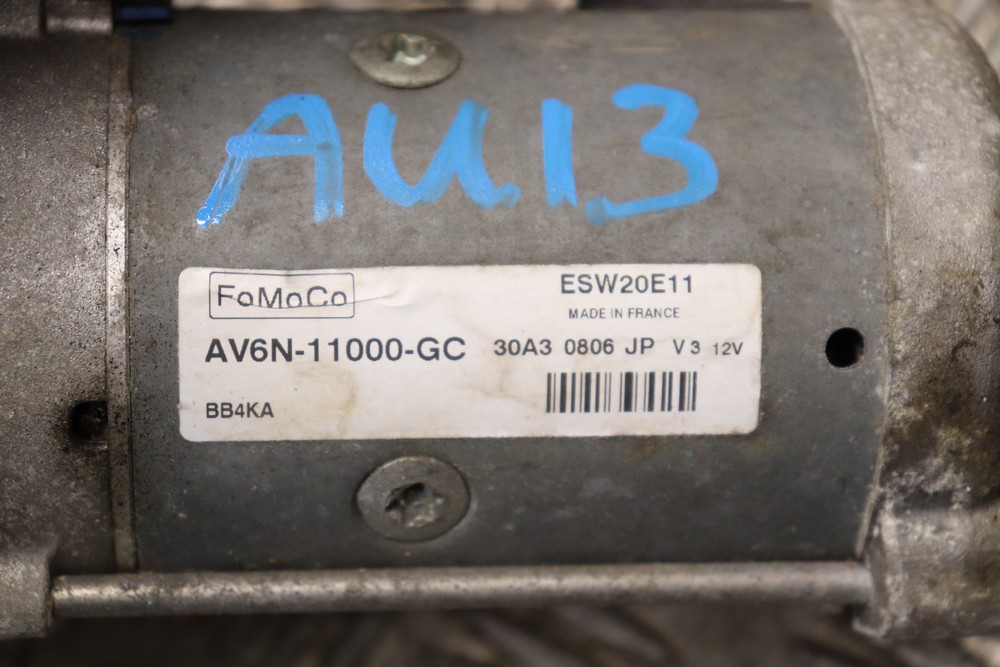 AU13
FoMoCo
ESW20E11
MADE IN FRANCE
AV6N-11000-GC 30A3 0806 JP V3 12V
BB4KA